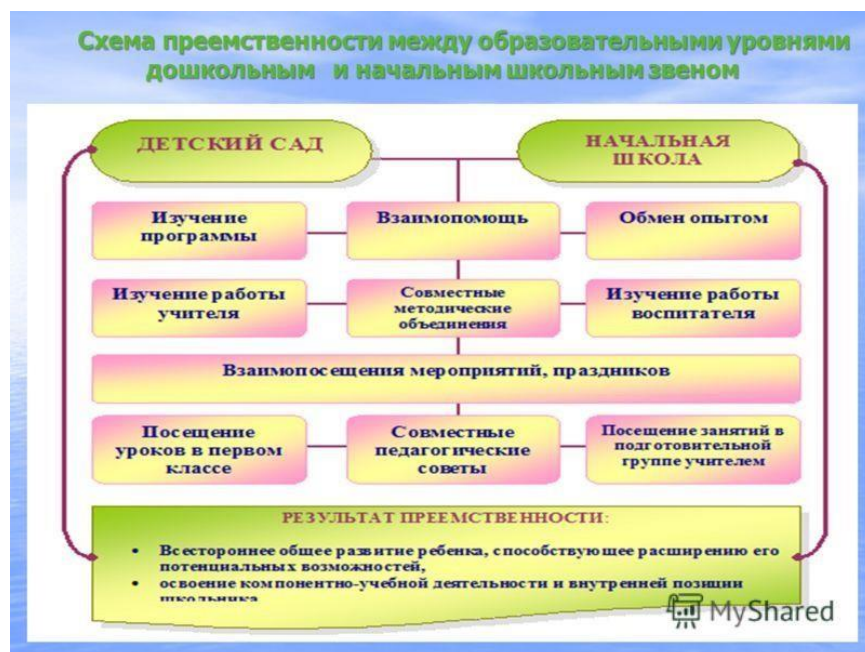 Схема преемственности между образовательными уровнями
дошкольным и начальным школьным звеном
ДЕТСКИЙ САД
НАЧАЛЬНАЯ
ШКОЛА
Изучение
программы
Взаимопомощь
Обмен опытом
Изучение работы
учителя
Совместные
методические
объединения
Изучение работы
воспитателя
Взаимопосещения мероприятий, праздников
Посещение
уроков в первом
классе
Совместные
педагогические
советы
Посещение занятий в
подготовительной
группе учителем
РЕЗУЛЬТАТ ПРЕЕМСТВЕННОСТИ:
• Всестороннее общее развитие ребенка, способствующее расширению его
потенциальных возможностей,
• освоение компонентно-учебной деятельности и внутренней позиции
школьника
MyShared